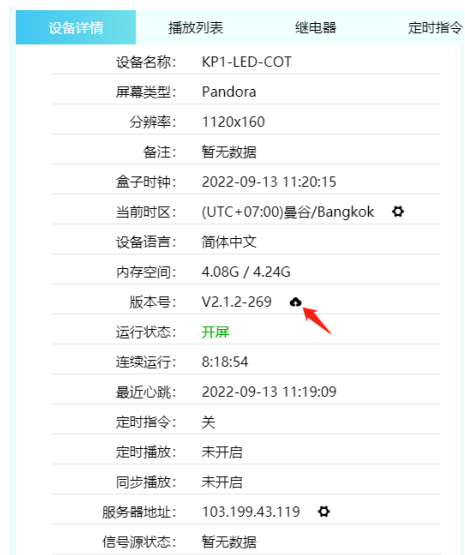 设备详情 播放列表 继电器 定时指令
设备名称： KP1-LED-COT
屏幕类型： Pandora
分辨率： 1120x160
备注： 暂无数据
盒子时钟： 2022-09-13 11:20:15
当前时区： (UTC+07:00)曼谷/Bangkok
设备语言： 简体中文
内存空间： 4.08G / 4.24G
版本号： V2.1.2-269
运行状态： 开屏
连续运行： 8:18:54
最近心跳： 2022-09-13 11:19:09
定时指令： 关
定时播放： 未开启
同步播放： 未开启
服务器地址： 103.199.43.119
信号源状态： 暂无数据